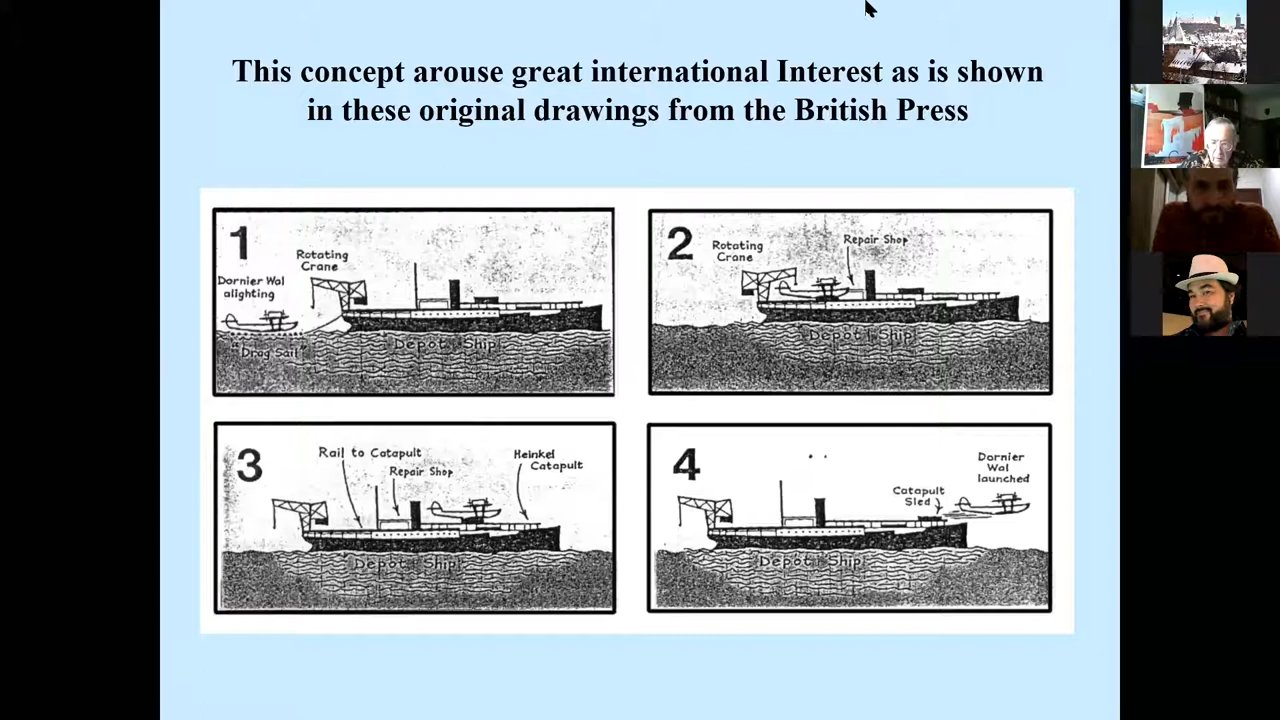 This concept arouse great international Interest as is shown
in these original drawings from the British Press
1
Rotating
Crane
Dornier Wal
alighting
"Drag Sail"
Depot Ship
2
Rotating
Crane
Repair Shop
Depot Ship
3
Rail to Catapult
Repair Shop
Heinkel
Catapult
Depot Ship
4
Dornier
Wal
launched
Catapult
Sled
Depot Ship